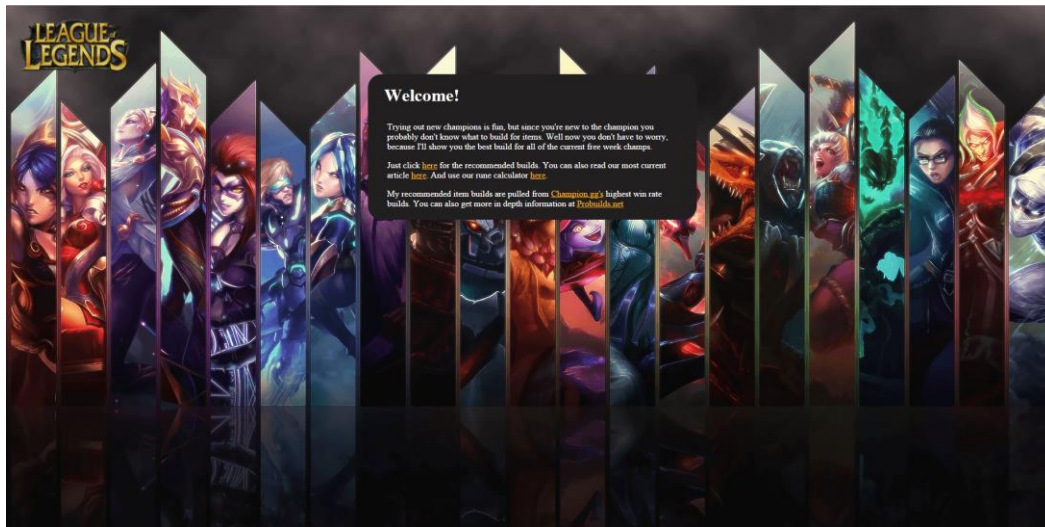 LEAGUE OF
LEGENDS
Welcome!
Trying out new champions is fun, but since you're new to the champion you
probably don't know what to build for items. Well now you don't have to worry,
because I'll show you the best build for all of the current free week champs.
Just click here for the recommended builds. You can also read our most current
article here. And use our rune calculator here.
My recommended item builds are pulled from Champion.gg's highest win rate
builds. You can also get more in depth information at Probuilds.net